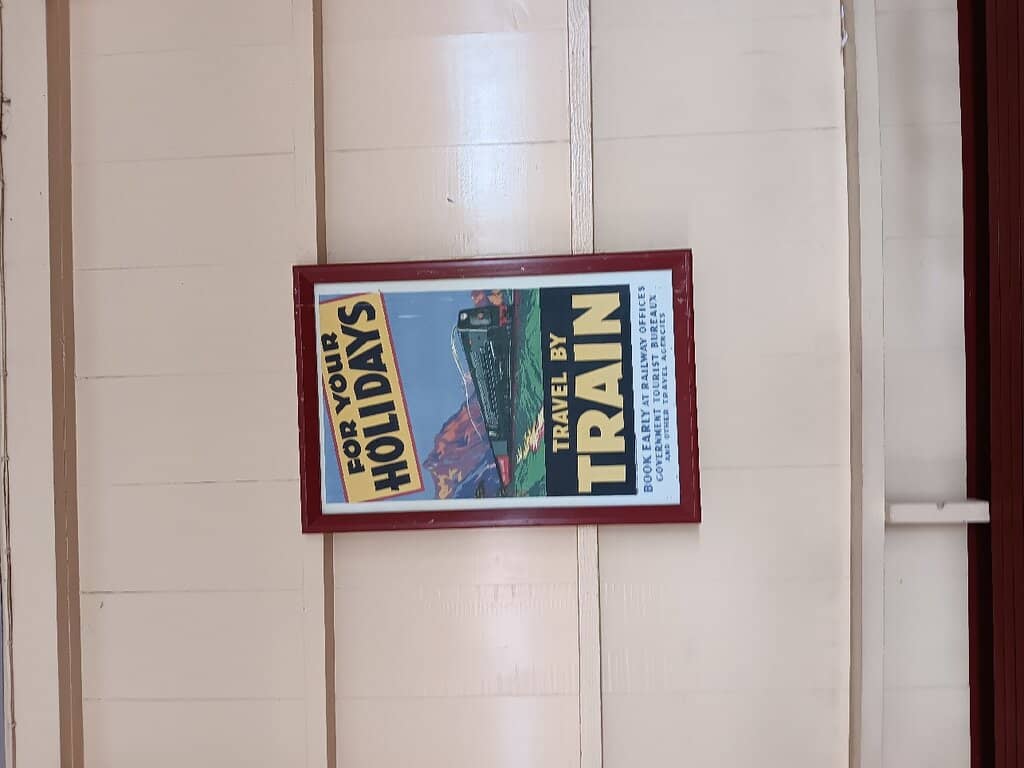 FOR YOUR
HOLIDAYS
TRAVEL BY
TRAIN
BOOK EARLY AT RAILWAY OFFICES
GOVERNMENT TOURIST BUREAUX
AND OTHER TRAVEL AGENCIES